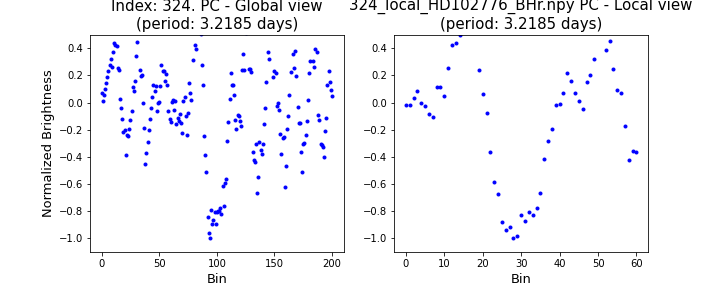 Index: 324. PC - Global view
(period: 3.2185 days)
324_local_HD102776_BHr.npy PC - Local view
(period: 3.2185 days)
Normalized Brightness
0.4
0.2
0.0
−0.2
−0.4
−0.6
−0.8
−1.0
0 50 100 150 200
Bin
0.4
0.2
0.0
−0.2
−0.4
−0.6
−0.8
−1.0
0 10 20 30 40 50 60
Bin